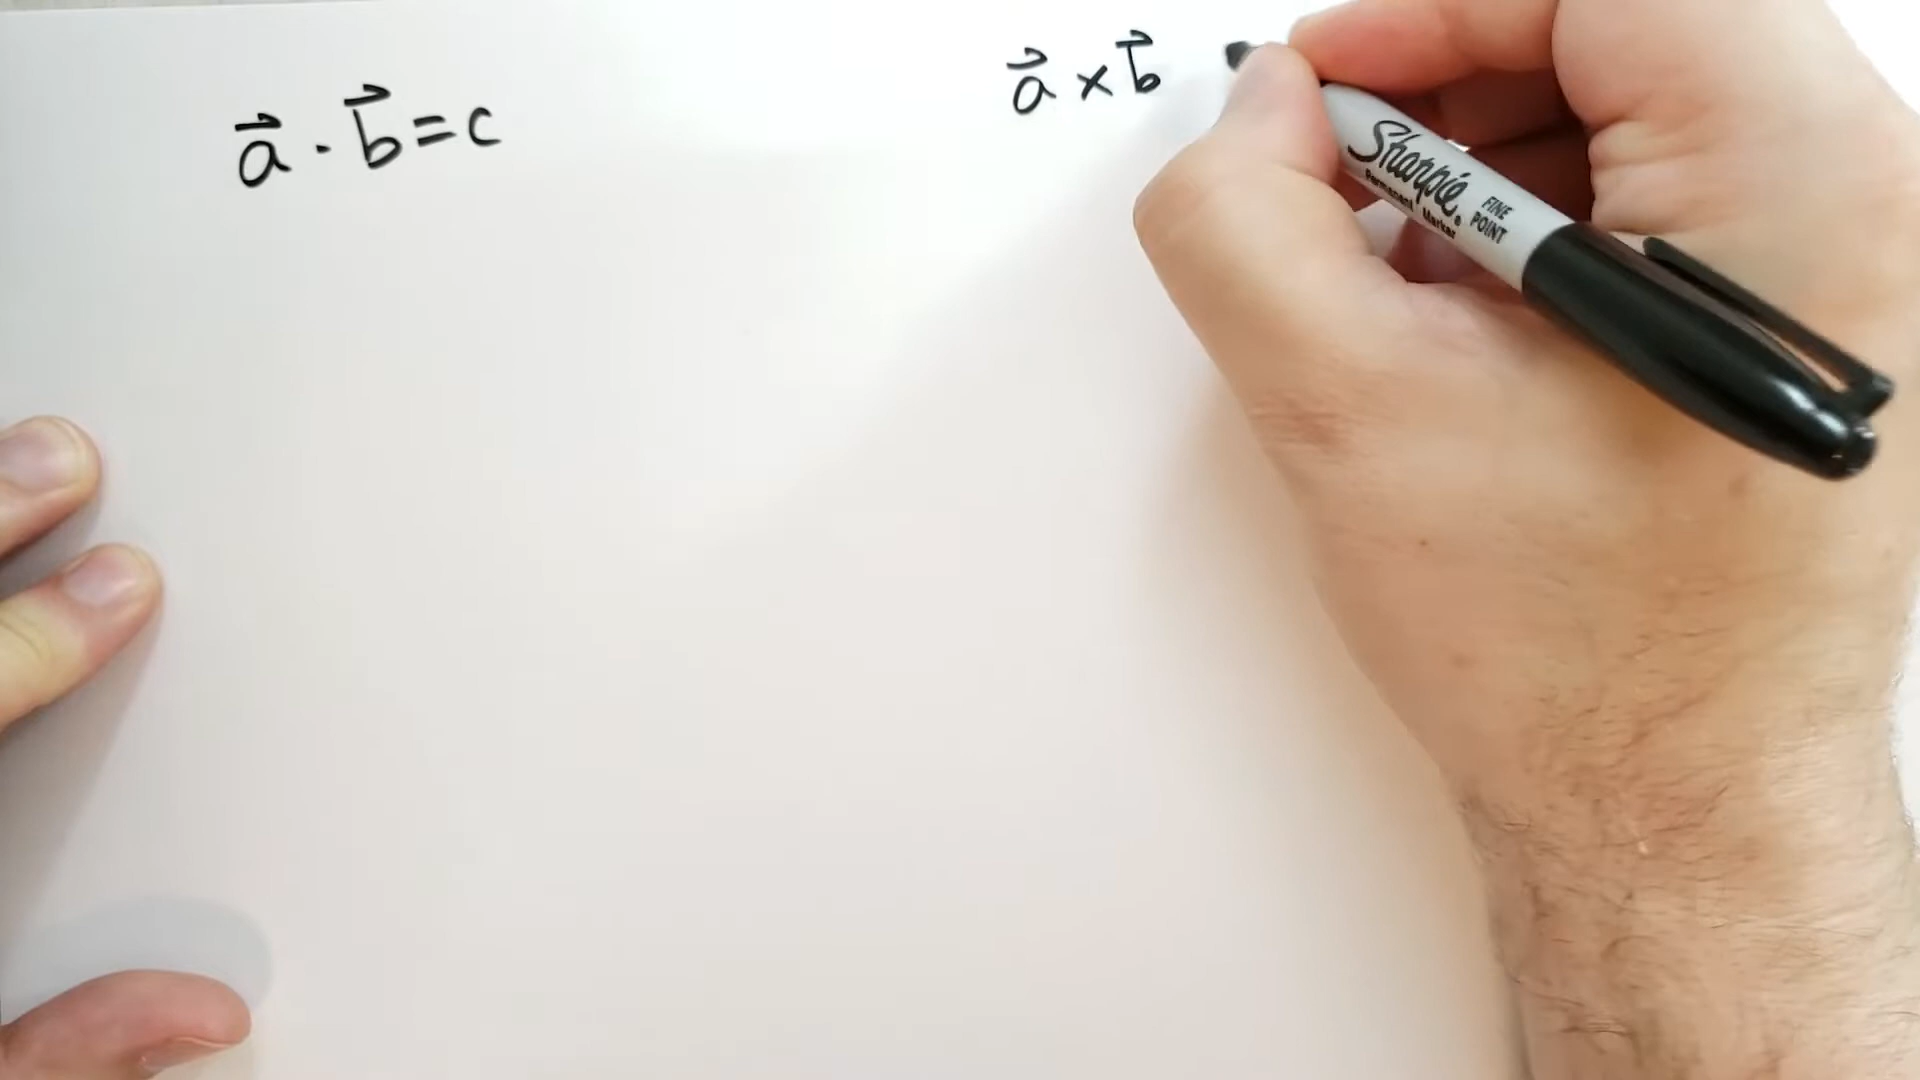 a⃗ · b⃗ = c
a⃗ × b⃗
Sharpie® FINE POINT
Permanent Marker